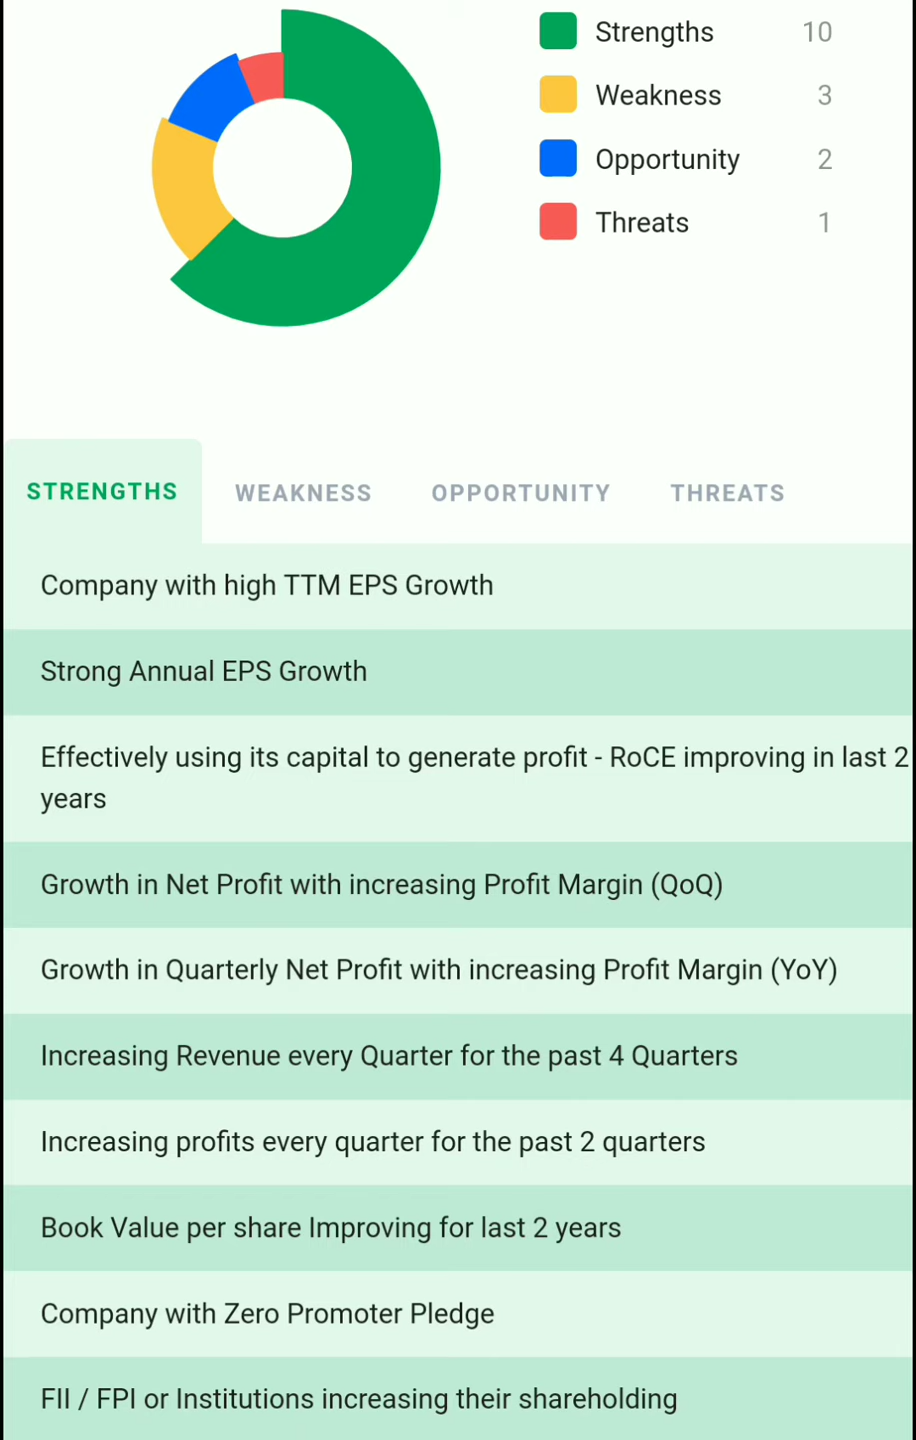 Strengths 10
Weakness 3
Opportunity 2
Threats 1
STRENGTHS WEAKNESS OPPORTUNITY THREATS
Company with high TTM EPS Growth
Strong Annual EPS Growth
Effectively using its capital to generate profit - RoCE improving in last 2
years
Growth in Net Profit with increasing Profit Margin (QoQ)
Growth in Quarterly Net Profit with increasing Profit Margin (YoY)
Increasing Revenue every Quarter for the past 4 Quarters
Increasing profits every quarter for the past 2 quarters
Book Value per share Improving for last 2 years
Company with Zero Promoter Pledge
FII / FPI or Institutions increasing their shareholding